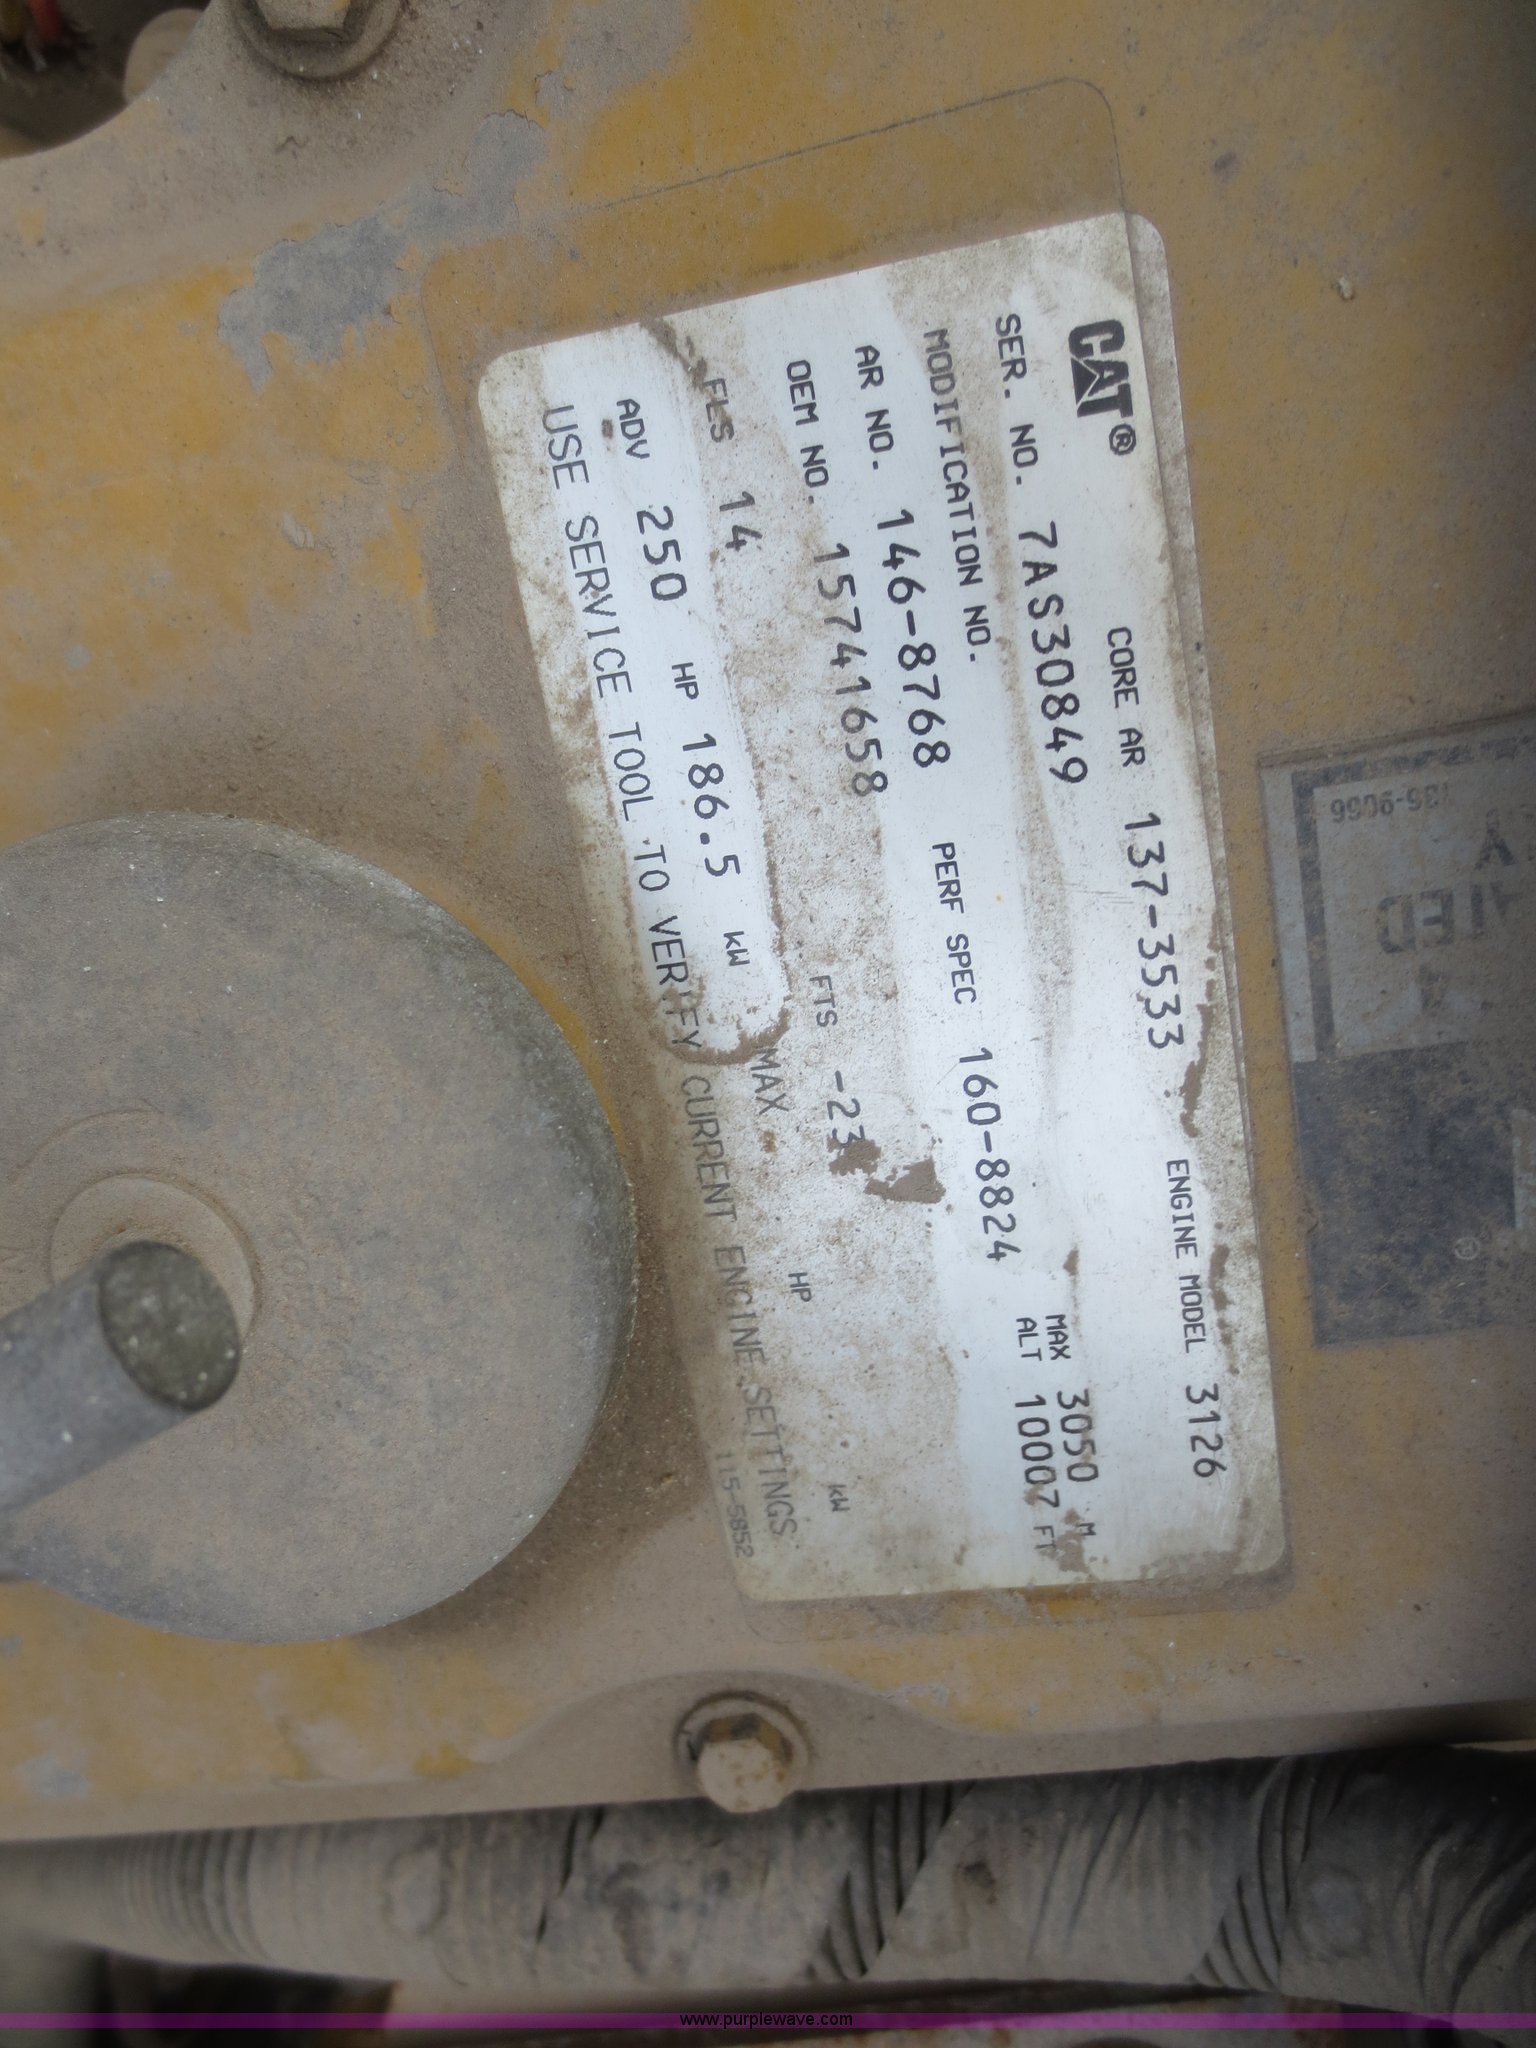 CAT®
CORE AR 137-3533 ENGINE MODEL 3126
SER. NO. 7AS30849
MODIFICATION NO. MAX ALT 3050 M
10007 FT
AR NO. 146-8768 PERF SPEC 160-8824
OEM NO. 15741658
FLS 14 FTS -23
ADV 250 HP 186.5 kW MAX HP kW
USE SERVICE TOOL TO VERIFY CURRENT ENGINE SETTINGS
115-5852
www.purplewave.com